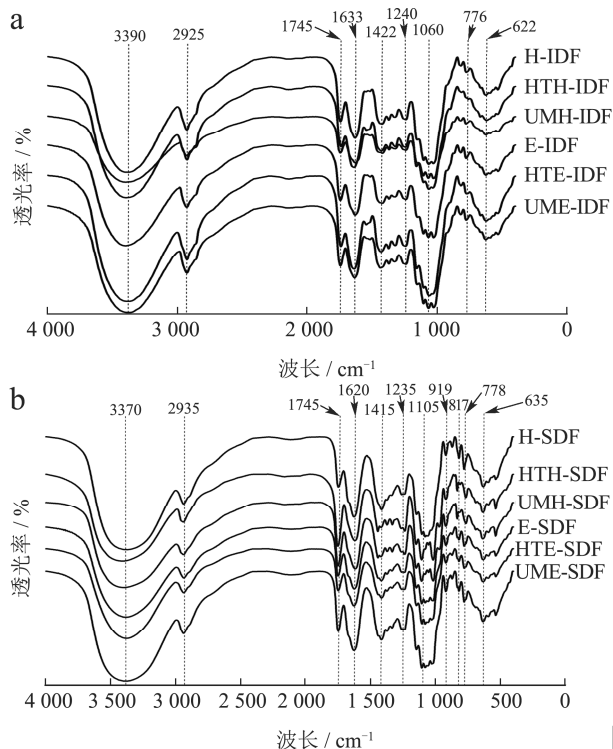 a
3390
2925
1745
1633
1422
1240
1060
776
622
H-IDF
HTH-IDF
UMH-IDF
E-IDF
HTE-IDF
UME-IDF
透光率 / %
4 000
3 000
2 000
1 000
0
波长 / cm⁻¹
b
3370
2935
1745
1620
1415
1235
1105
919
817
778
635
H-SDF
HTH-SDF
UMH-SDF
E-SDF
HTE-SDF
UME-SDF
透光率 / %
4 000
3 500
3 000
2 500
2 000
1 500
1 000
500
0
波长 / cm⁻¹